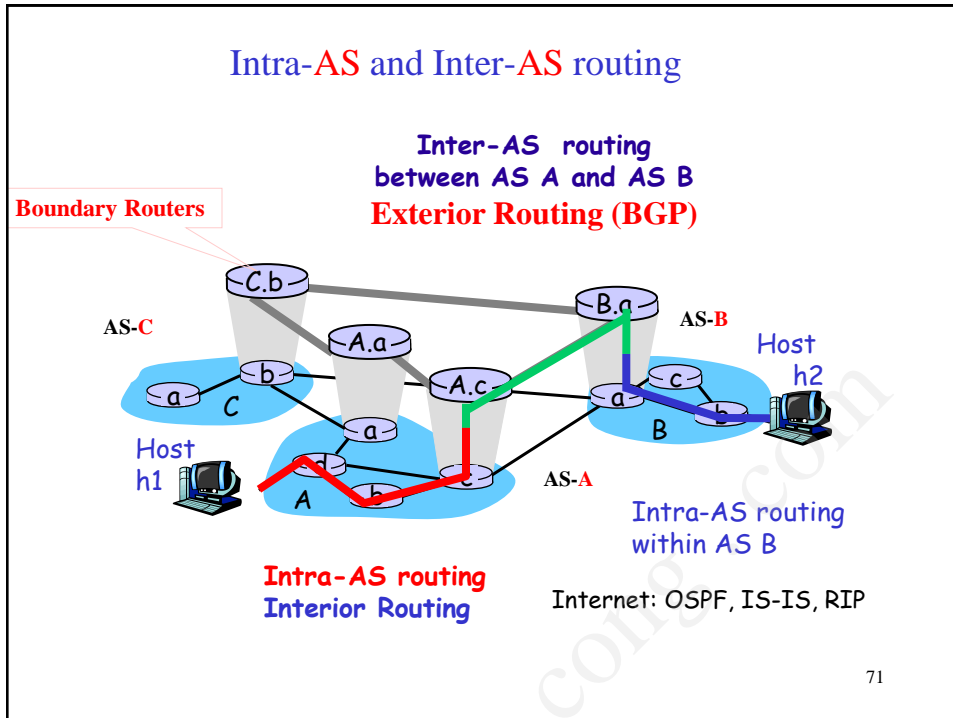 Intra-AS and Inter-AS routing
Inter-AS routing
between AS A and AS B
Exterior Routing (BGP)
Boundary Routers
C.b
B.a
AS-C
AS-B
A.a
Host
h2
b
A.c
c
a
a
C
b
a
B
Host
h1
d
c
AS-A
A
b
Intra-AS routing
within AS B
Intra-AS routing
Interior Routing
Internet: OSPF, IS-IS, RIP
cong com
71